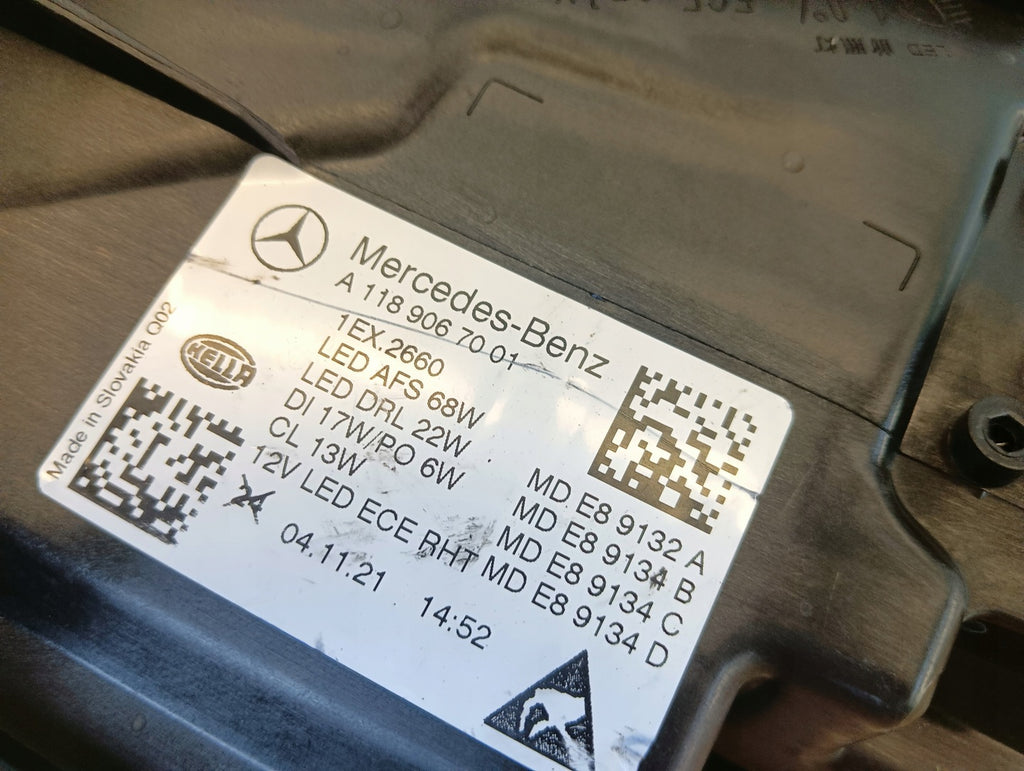 Mercedes-Benz
A 118 906 70 01
1EX.2660
LED AFS 68W
LED DRL 22W
DI 17W/PO 6W
CL 13W
12V LED ECE RHT
MD E8 9132 A
MD E8 9134 B
MD E8 9134 C
MD E8 9134 D
04.11.21 14:52
HELLA
Made in Slovakia Q02